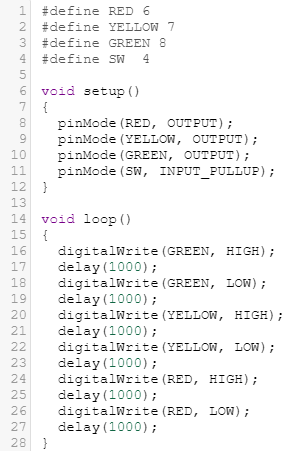 1 #define RED 6
2 #define YELLOW 7
3 #define GREEN 8
4 #define SW  4
5
6 void setup()
7 {
8   pinMode(RED, OUTPUT);
9   pinMode(YELLOW, OUTPUT);
10   pinMode(GREEN, OUTPUT);
11   pinMode(SW, INPUT_PULLUP);
12 }
13
14 void loop()
15 {
16   digitalWrite(GREEN, HIGH);
17   delay(1000);
18   digitalWrite(GREEN, LOW);
19   delay(1000);
20   digitalWrite(YELLOW, HIGH);
21   delay(1000);
22   digitalWrite(YELLOW, LOW);
23   delay(1000);
24   digitalWrite(RED, HIGH);
25   delay(1000);
26   digitalWrite(RED, LOW);
27   delay(1000);
28 }